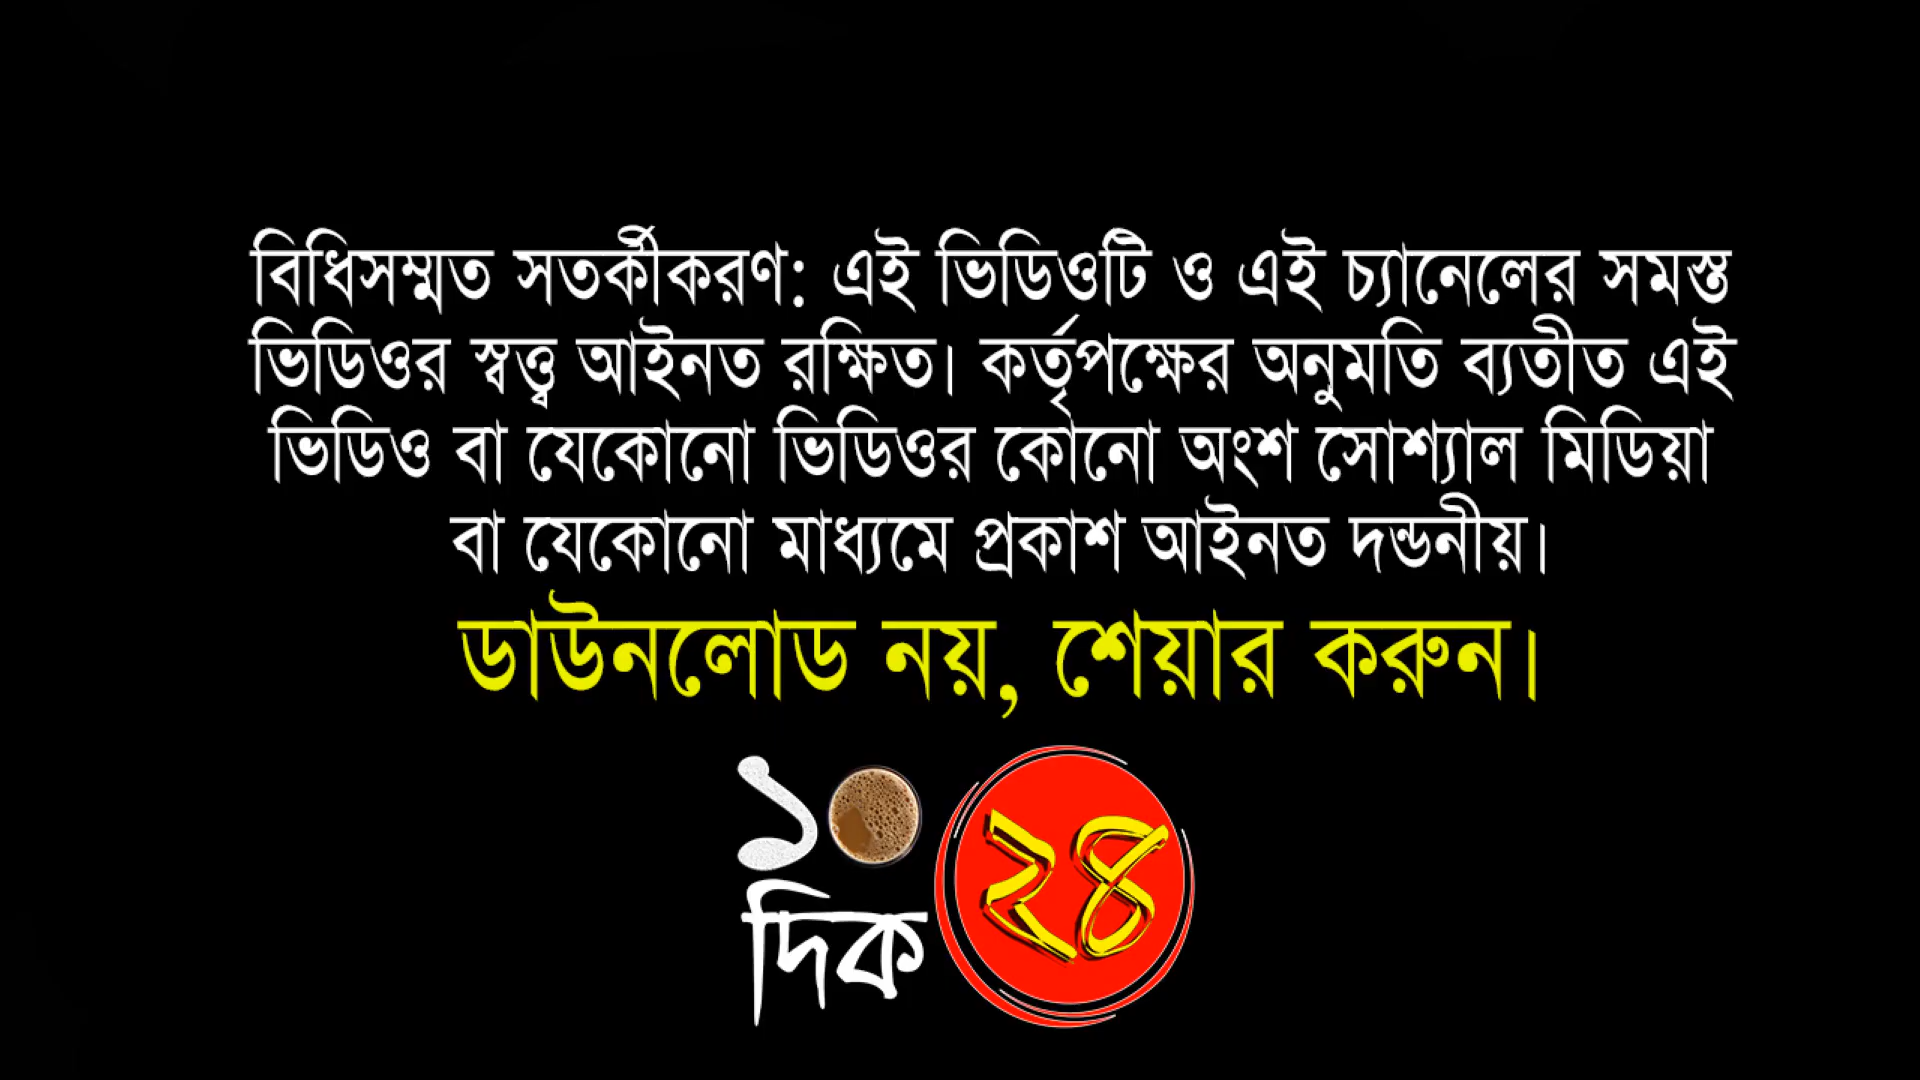 বিধিসম্মত সতর্কীকরণ: এই ভিডিওটি ও এই চ্যানেলের সমস্ত
ভিডিওর স্বত্ত্ব আইনত রক্ষিত। কর্তৃপক্ষের অনুমতি ব্যতীত এই
ভিডিও বা যেকোনো ভিডিওর কোনো অংশ সোশ্যাল মিডিয়া
বা যেকোনো মাধ্যমে প্রকাশ আইনত দন্ডনীয়।
ডাউনলোড নয়, শেয়ার করুন।
১০
দিক
২৪